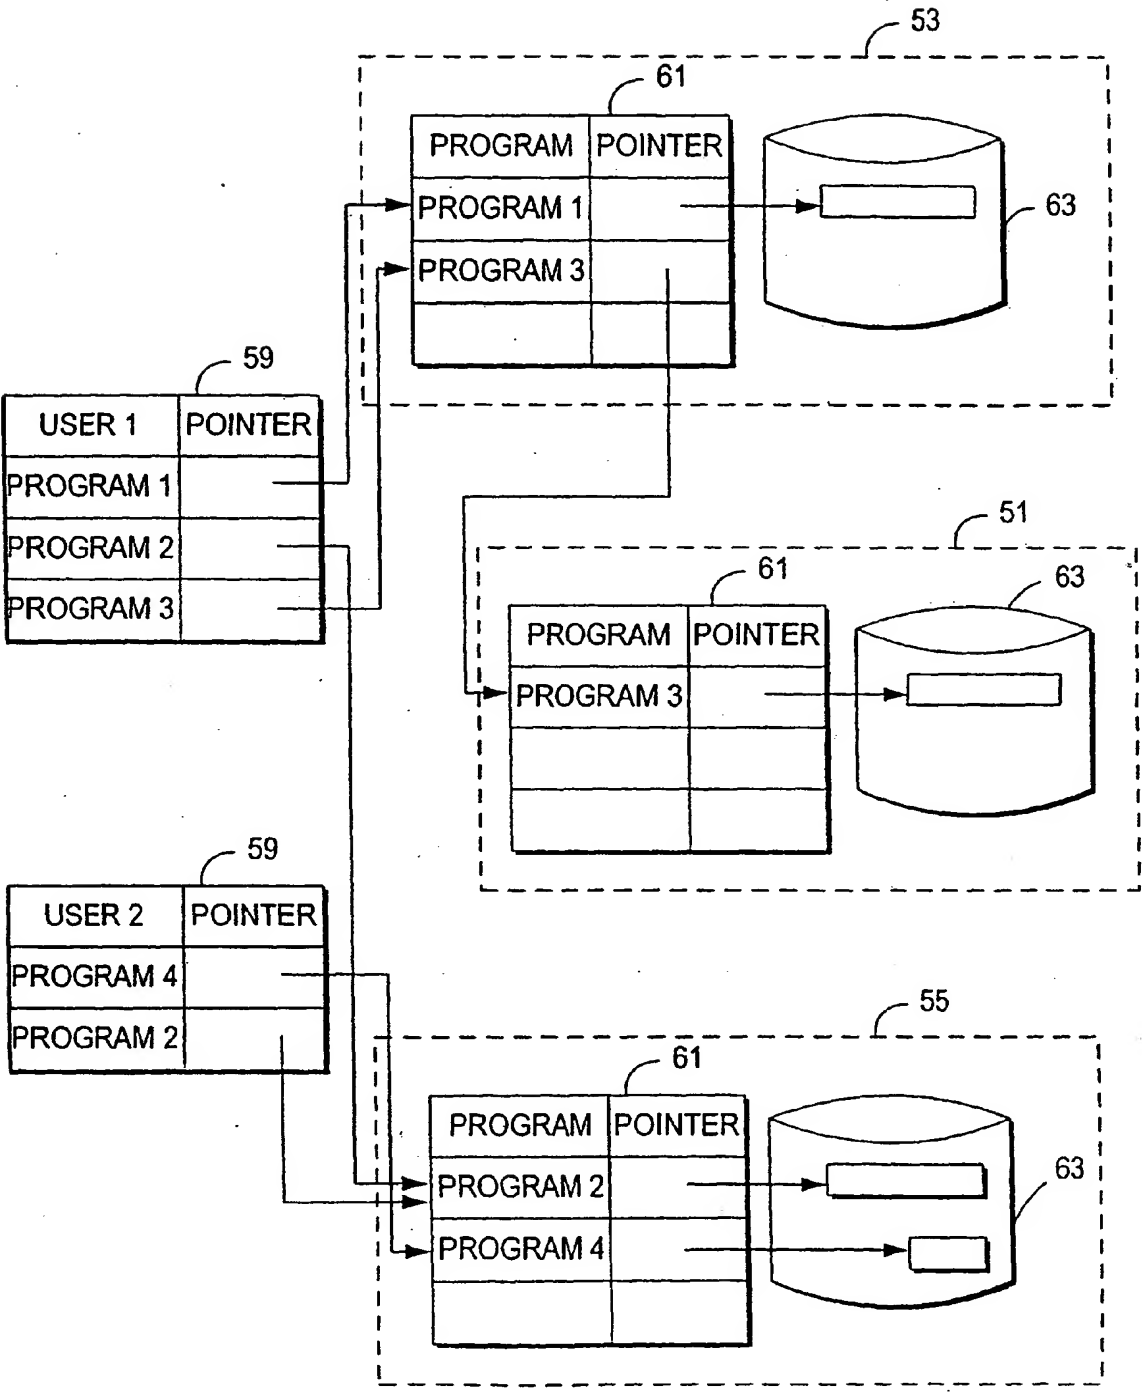 53
61
PROGRAM POINTER
PROGRAM 1
63
PROGRAM 3
59
USER 1 POINTER
PROGRAM 1
PROGRAM 2
PROGRAM 3
51
61
63
PROGRAM POINTER
PROGRAM 3
59
USER 2 POINTER
PROGRAM 4
PROGRAM 2
55
61
PROGRAM POINTER
63
PROGRAM 2
PROGRAM 4